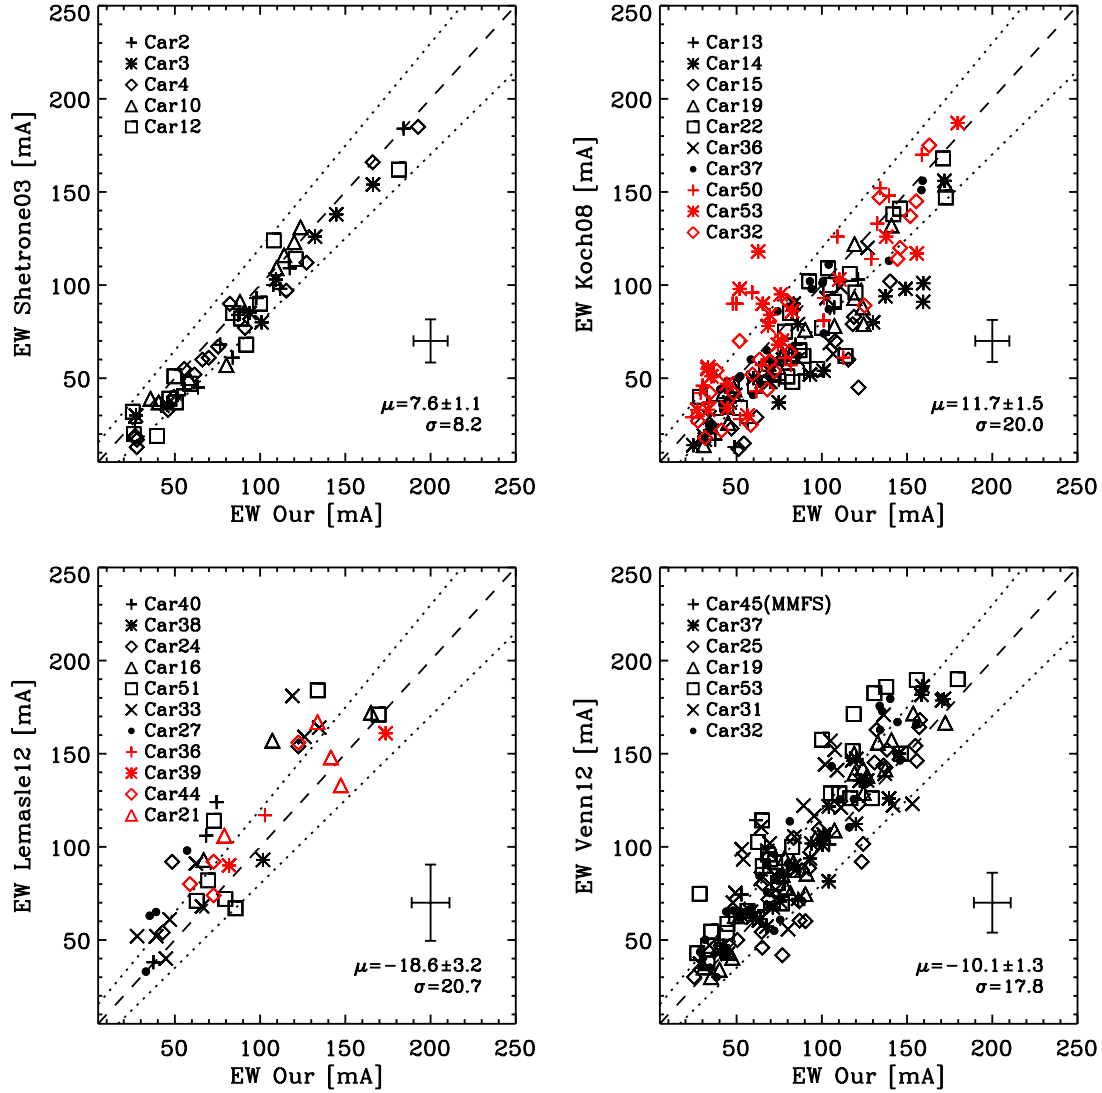 250
200
150
100
50
EW Shetrone03 [mA]
Car2
Car3
Car4
Car10
Car12
μ=7.6±1.1
σ=8.2
50 100 150 200 250
EW Our [mA]
250
200
150
100
50
EW Koch08 [mA]
Car13
Car14
Car15
Car19
Car22
Car36
Car37
Car50
Car53
Car32
μ=11.7±1.5
σ=20.0
50 100 150 200 250
EW Our [mA]
250
200
150
100
50
EW Lemasle12 [mA]
Car40
Car38
Car24
Car16
Car51
Car33
Car27
Car36
Car39
Car44
Car21
μ=−18.6±3.2
σ=20.7
50 100 150 200 250
EW Our [mA]
250
200
150
100
50
EW Venn12 [mA]
Car45(MMFS)
Car37
Car25
Car19
Car53
Car31
Car32
μ=−10.1±1.3
σ=17.8
50 100 150 200 250
EW Our [mA]